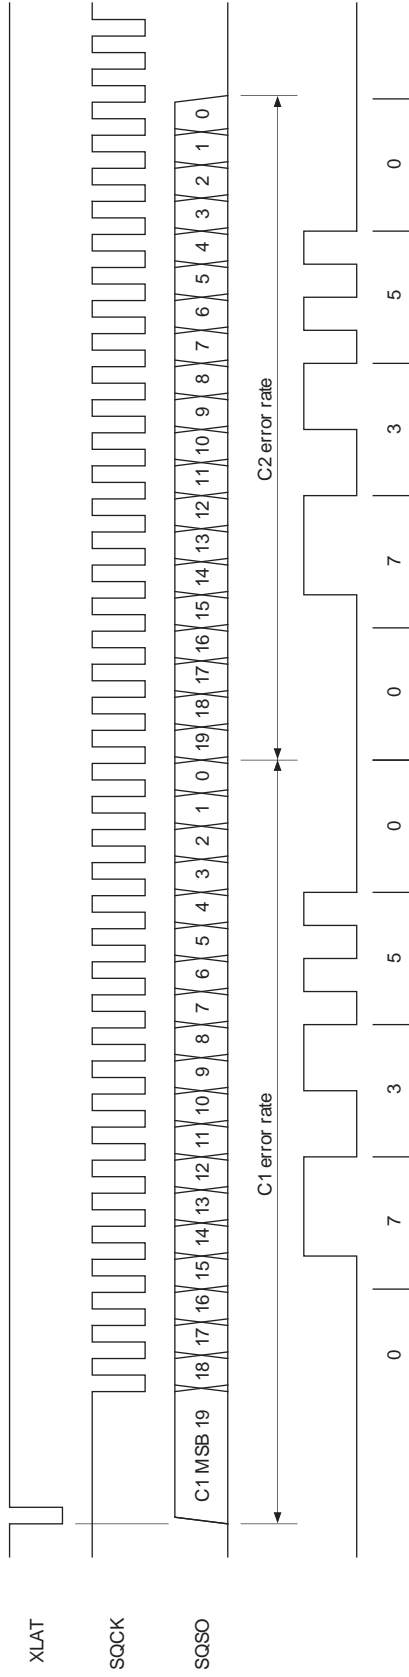 XLAT
SQCK
SQSO
C1 MSB 19 18 17 16 15 14 13 12 11 10 9 8 7 6 5 4 3 2 1 0 19 18 17 16 15 14 13 12 11 10 9 8 7 6 5 4 3 2 1 0
C1 error rate
C2 error rate
0 7 3 5 0 0 7 3 5 0